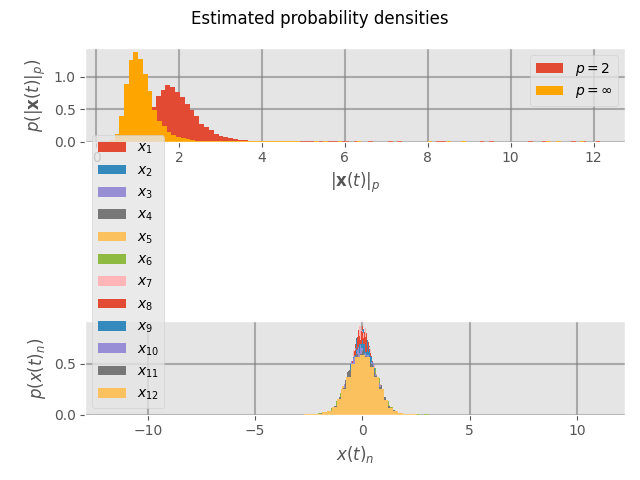 Estimated probability densities
p(|x(t)|p)
1.0
0.5
0.0
p = 2
p = ∞
0 2 4 6 8 10 12
|x(t)|p
x1
x2
x3
x4
x5
x6
x7
x8
x9
x10
x11
x12
p(x(t)n)
0.5
0.0
−10 −5 0 5 10
x(t)n